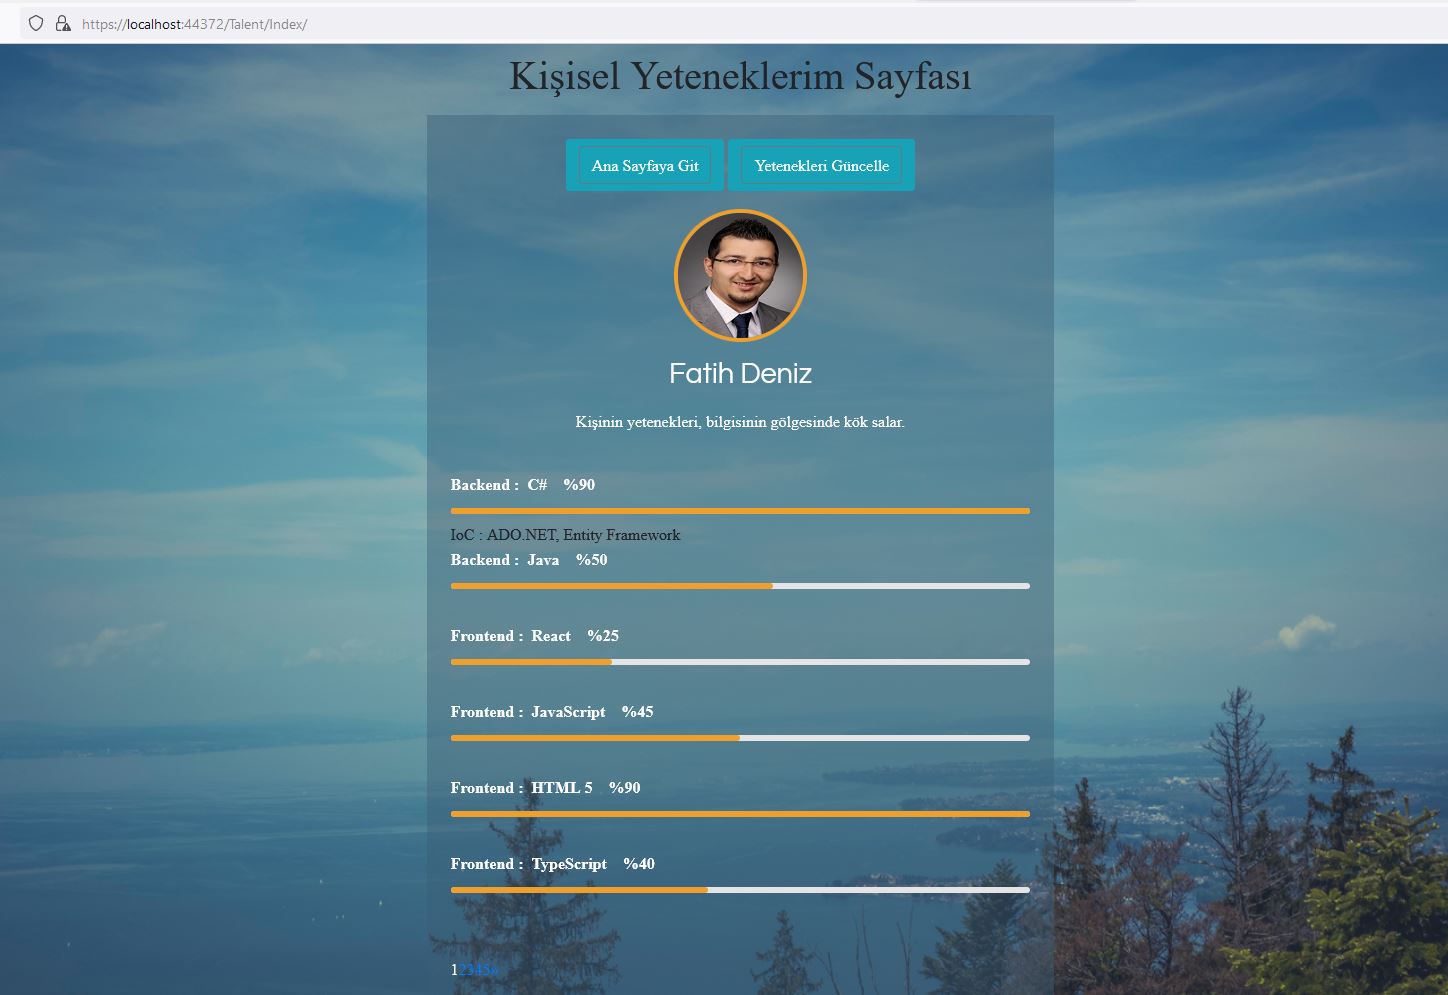 https://localhost:44372/Talent/Index/
Kişisel Yeteneklerim Sayfası
Ana Sayfaya Git Yetenekleri Güncelle
Fatih Deniz
Kişinin yetenekleri, bilgisinin gölgesinde kök salar.
Backend : C# %90
IoC : ADO.NET, Entity Framework
Backend : Java %50
Frontend : React %25
Frontend : JavaScript %45
Frontend : HTML 5 %90
Frontend : TypeScript %40
12345»